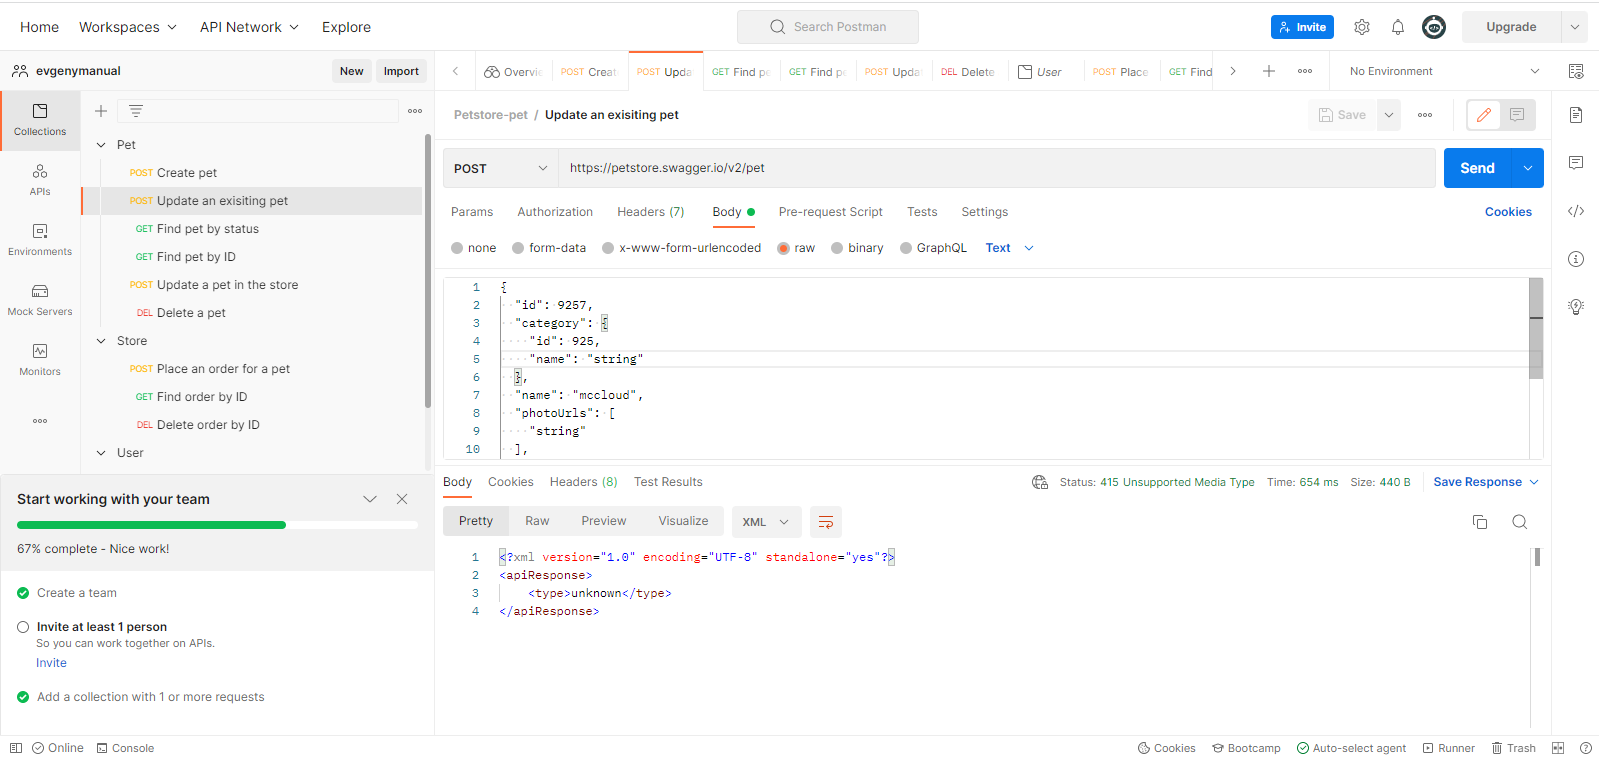 Home Workspaces API Network Explore Search Postman Invite Upgrade
evgenymanual New Import
POST POST Upda GET Find pe GET Find pe POST Upda DEL Delete User POST Place GET Find No Environment
Collections
APIs
Environments
Mock Servers
Monitors
Pet
POST Create pet
POST Update an exisiting pet
GET Find pet by status
GET Find pet by ID
POST Update a pet in the store
DEL Delete a pet
Store
POST Place an order for a pet
GET Find order by ID
DEL Delete order by ID
User
Petstore-pet / Update an exisiting pet Save
POST https://petstore.swagger.io/v2/pet Send
Params Authorization Headers (7) Body Pre-request Script Tests Settings Cookies
none form-data x-www-form-urlencoded raw binary GraphQL Text
1 {
2 "id": 9257,
3 "category": {
4 "id": 925,
5 "name": "string"
6 },
7 "name": "mccloud",
8 "photoUrls": [
9 "string"
10 ],
Body Cookies Headers (8) Test Results Status: 415 Unsupported Media Type Time: 654 ms Size: 440 B Save Response
Pretty Raw Preview Visualize XML
1 <?xml version="1.0" encoding="UTF-8" standalone="yes"?>
2 <apiResponse>
3 <type>unknown</type>
4 </apiResponse>
Start working with your team
67% complete - Nice work!
Create a team
Invite at least 1 person
So you can work together on APIs.
Invite
Add a collection with 1 or more requests
Online Console Cookies Bootcamp Auto-select agent Runner Trash